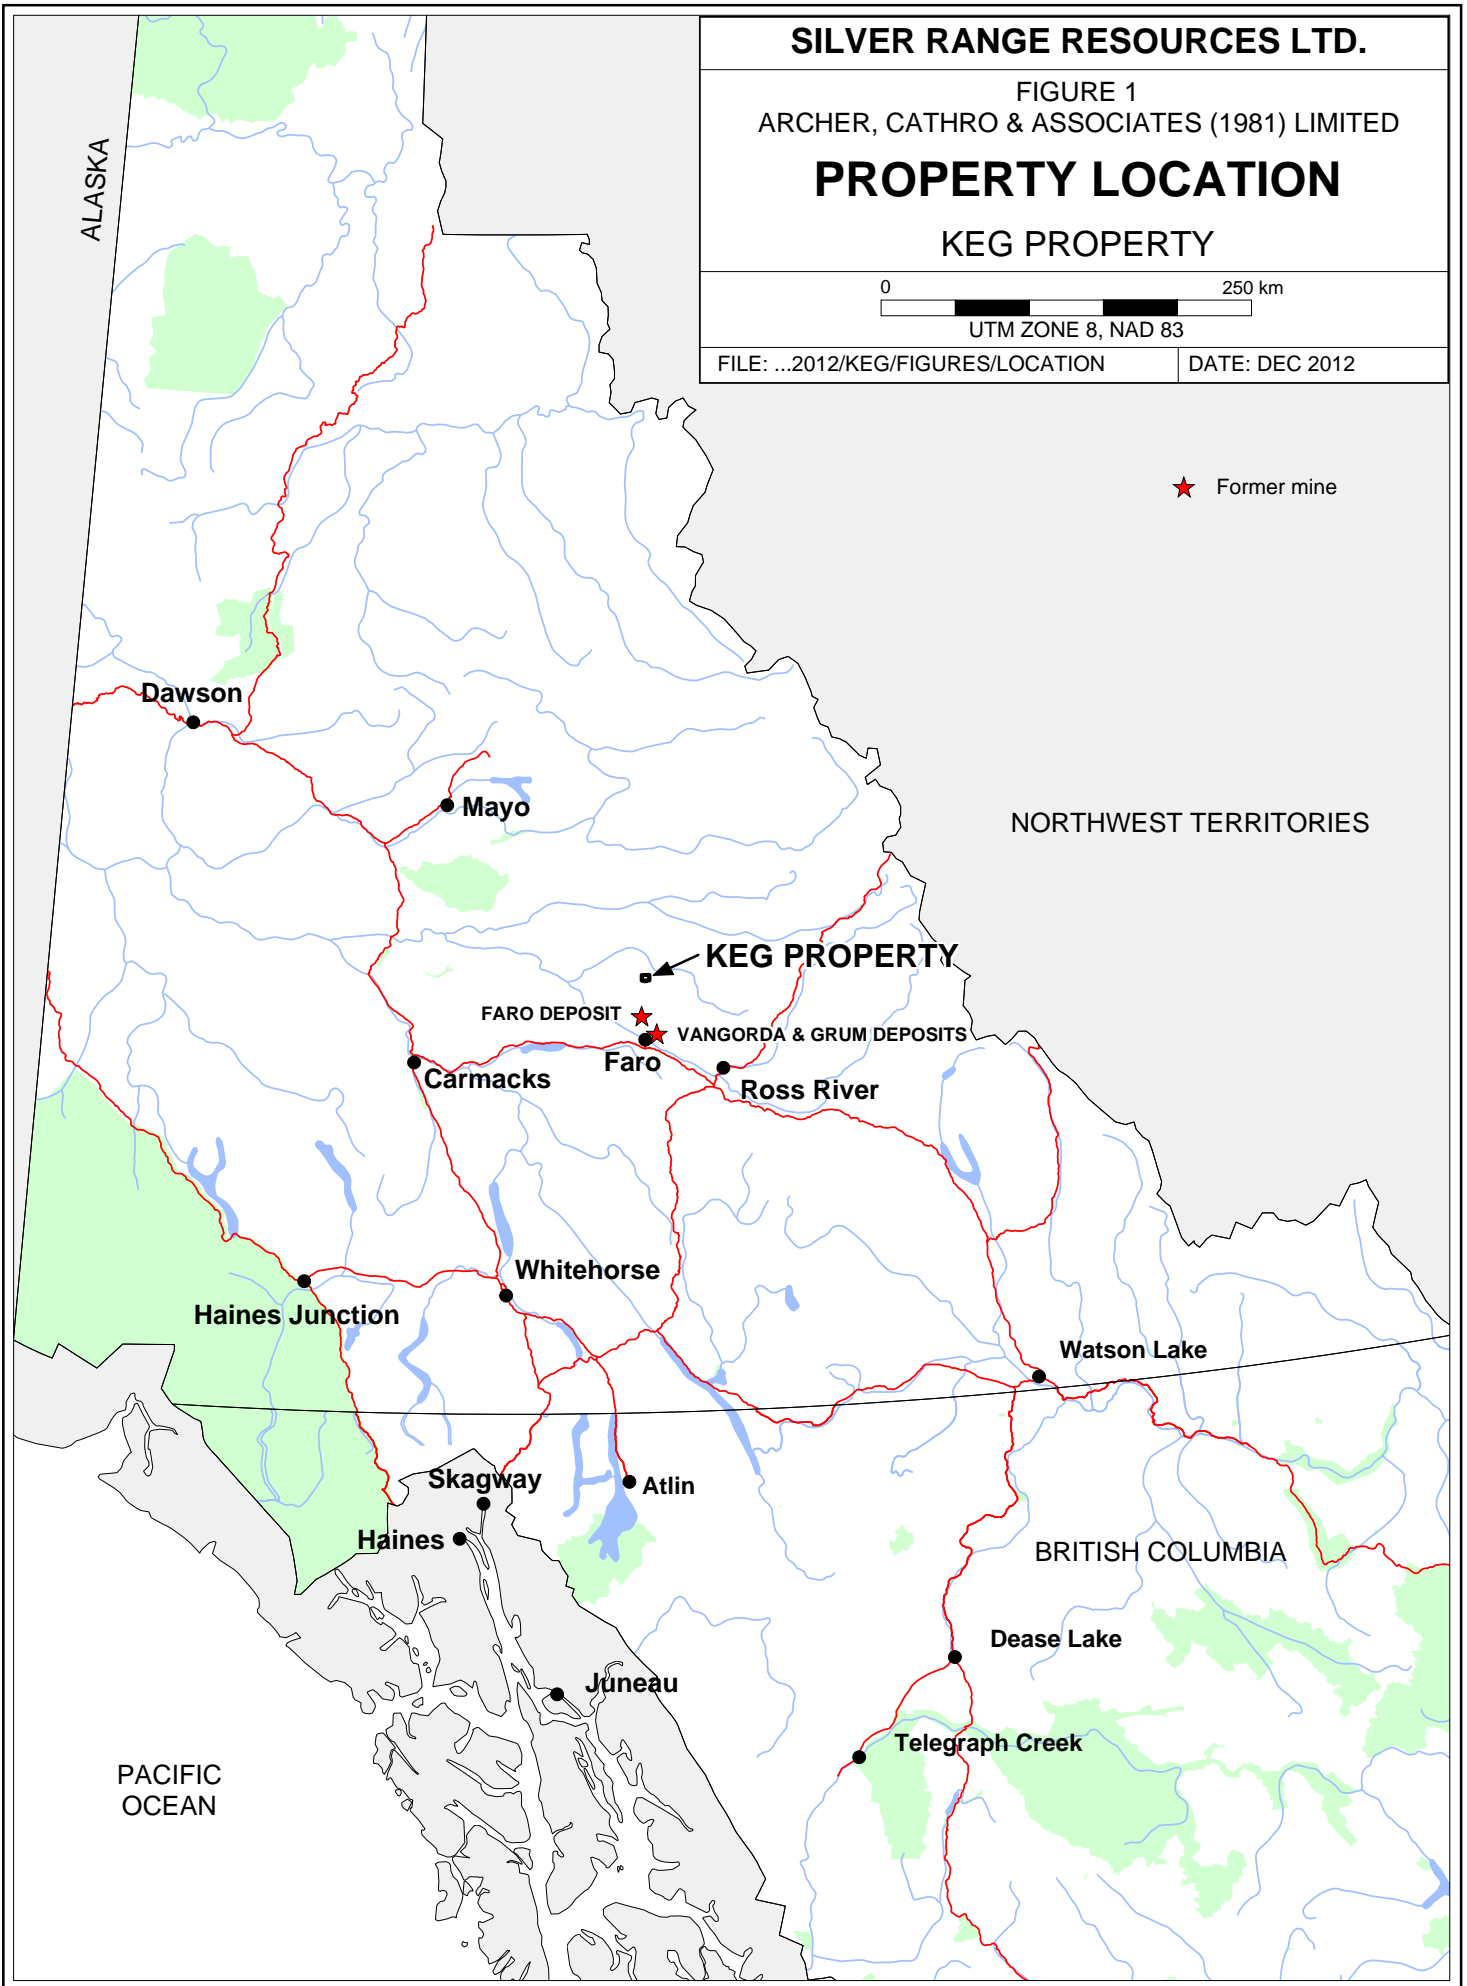 SILVER RANGE RESOURCES LTD.
FIGURE 1
ARCHER, CATHRO & ASSOCIATES (1981) LIMITED
PROPERTY LOCATION
KEG PROPERTY
0 250 km
UTM ZONE 8, NAD 83
FILE: ...2012/KEG/FIGURES/LOCATION DATE: DEC 2012
ALASKA
Former mine
Dawson
Mayo
NORTHWEST TERRITORIES
KEG PROPERTY
FARO DEPOSIT
VANGORDA & GRUM DEPOSITS
Faro
Carmacks
Ross River
Whitehorse
Haines Junction
Watson Lake
Skagway
Atlin
Haines
BRITISH COLUMBIA
Dease Lake
Juneau
Telegraph Creek
PACIFIC
OCEAN